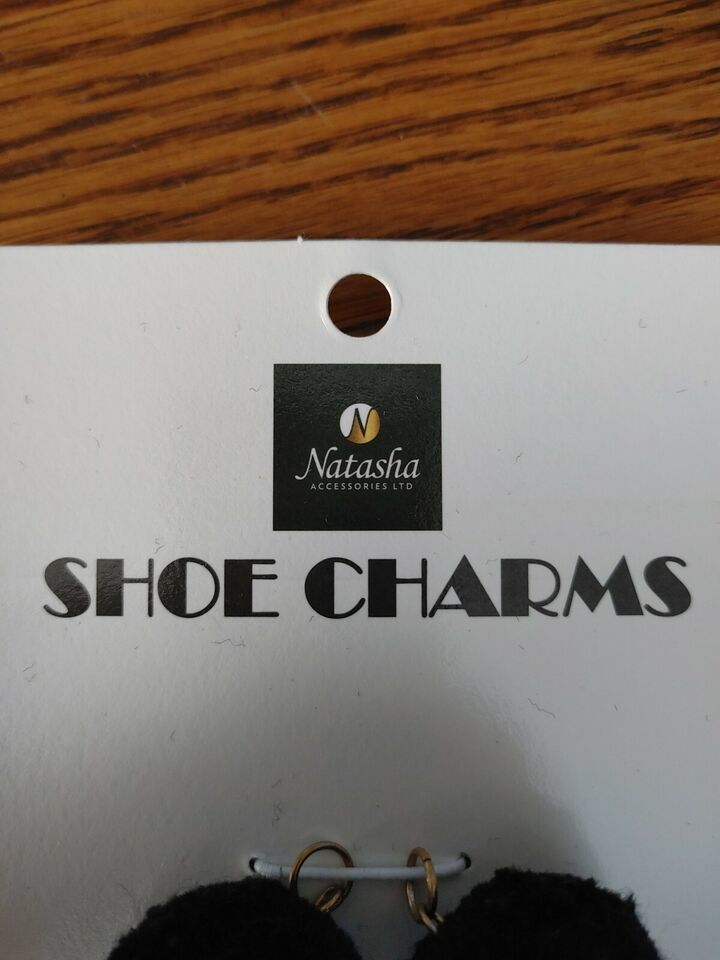 N
Natasha
ACCESSORIES LTD
SHOE CHARMS